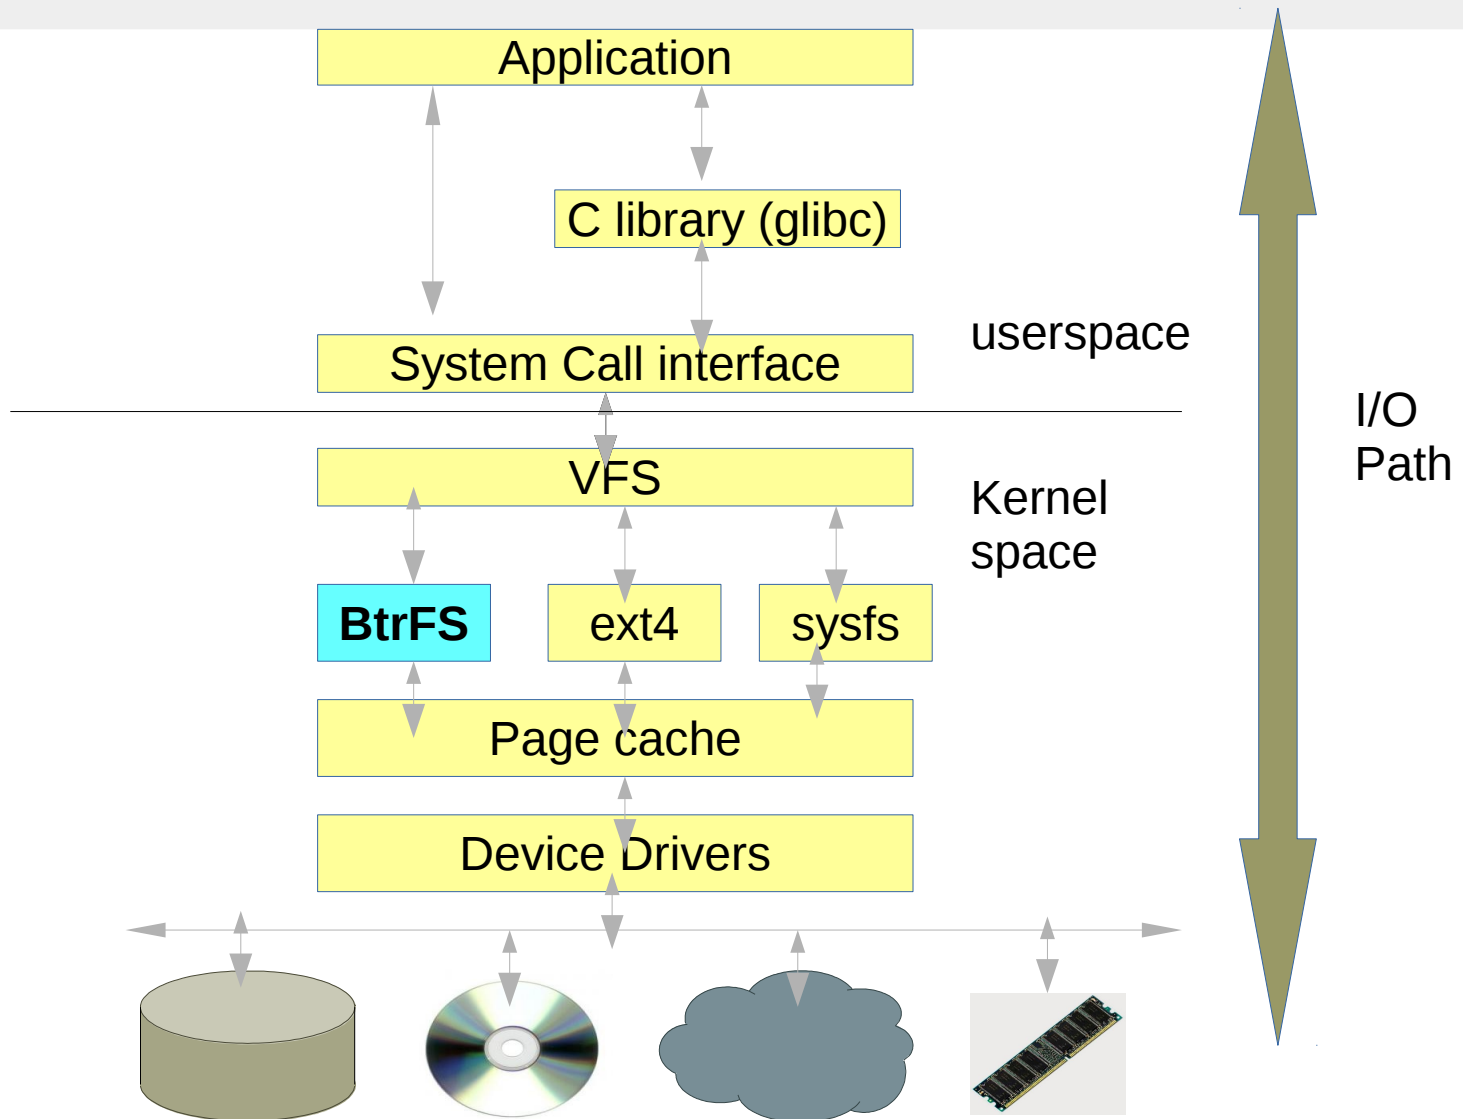 Application
C library (glibc)
userspace
System Call interface
I/O
Path
VFS
Kernel
space
BtrFS
ext4
sysfs
Page cache
Device Drivers